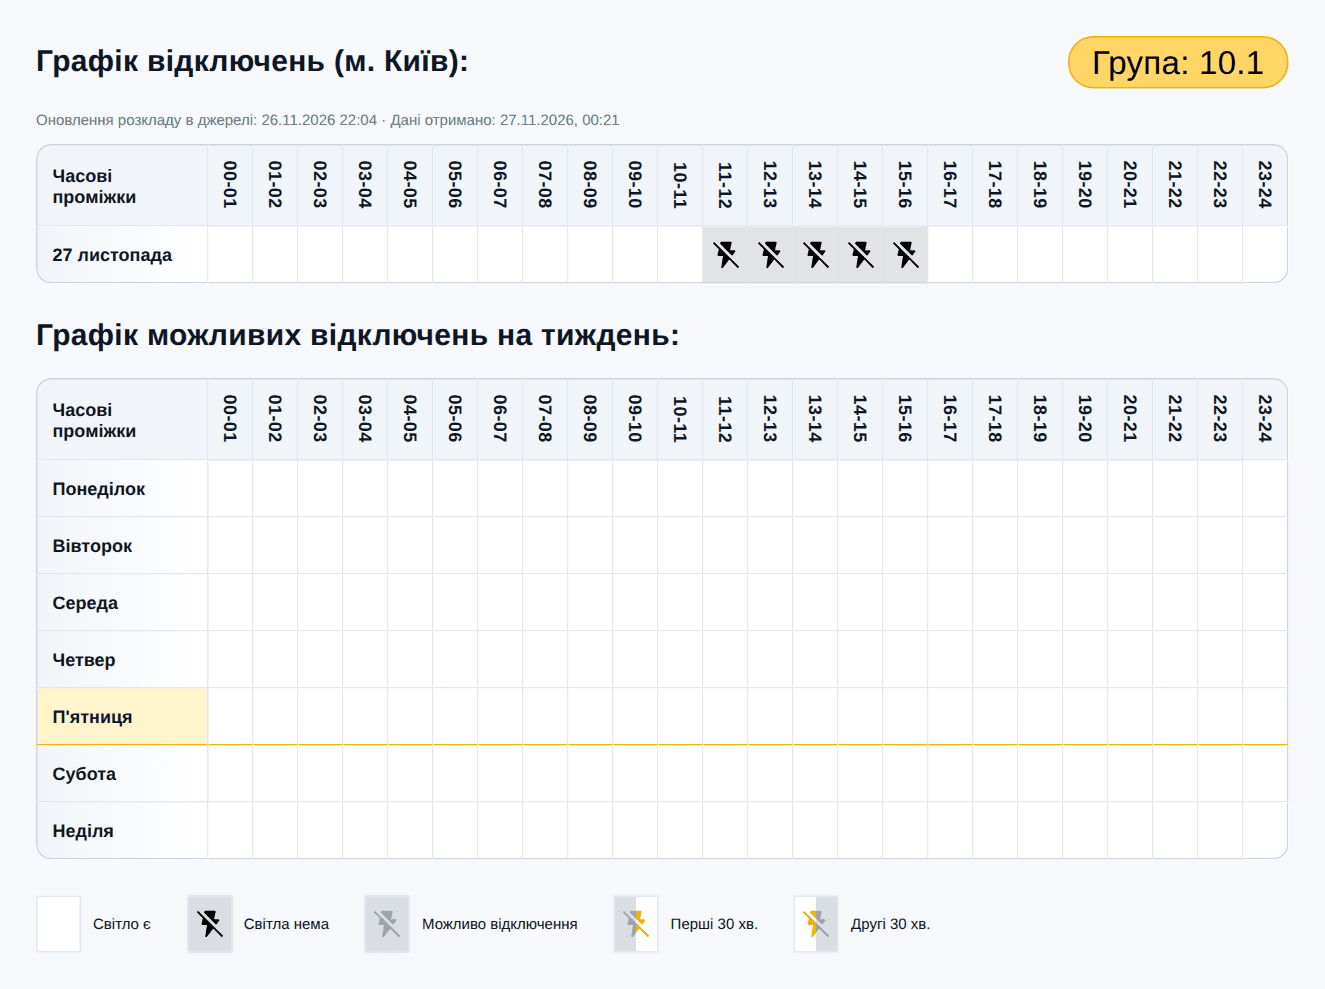 Графік відключень (м. Київ):
Група: 10.1
Оновлення розкладу в джерелі: 26.11.2026 22:04 · Дані отримано: 27.11.2026, 00:21
Часові проміжки 00-01 01-02 02-03 03-04 04-05 05-06 06-07 07-08 08-09 09-10 10-11 11-12 12-13 13-14 14-15 15-16 16-17 17-18 18-19 19-20 20-21 21-22 22-23 23-24
27 листопада
Графік можливих відключень на тиждень:
Часові проміжки 00-01 01-02 02-03 03-04 04-05 05-06 06-07 07-08 08-09 09-10 10-11 11-12 12-13 13-14 14-15 15-16 16-17 17-18 18-19 19-20 20-21 21-22 22-23 23-24
Понеділок
Вівторок
Середа
Четвер
П'ятниця
Субота
Неділя
Світло є Світла нема Можливо відключення Перші 30 хв. Другі 30 хв.